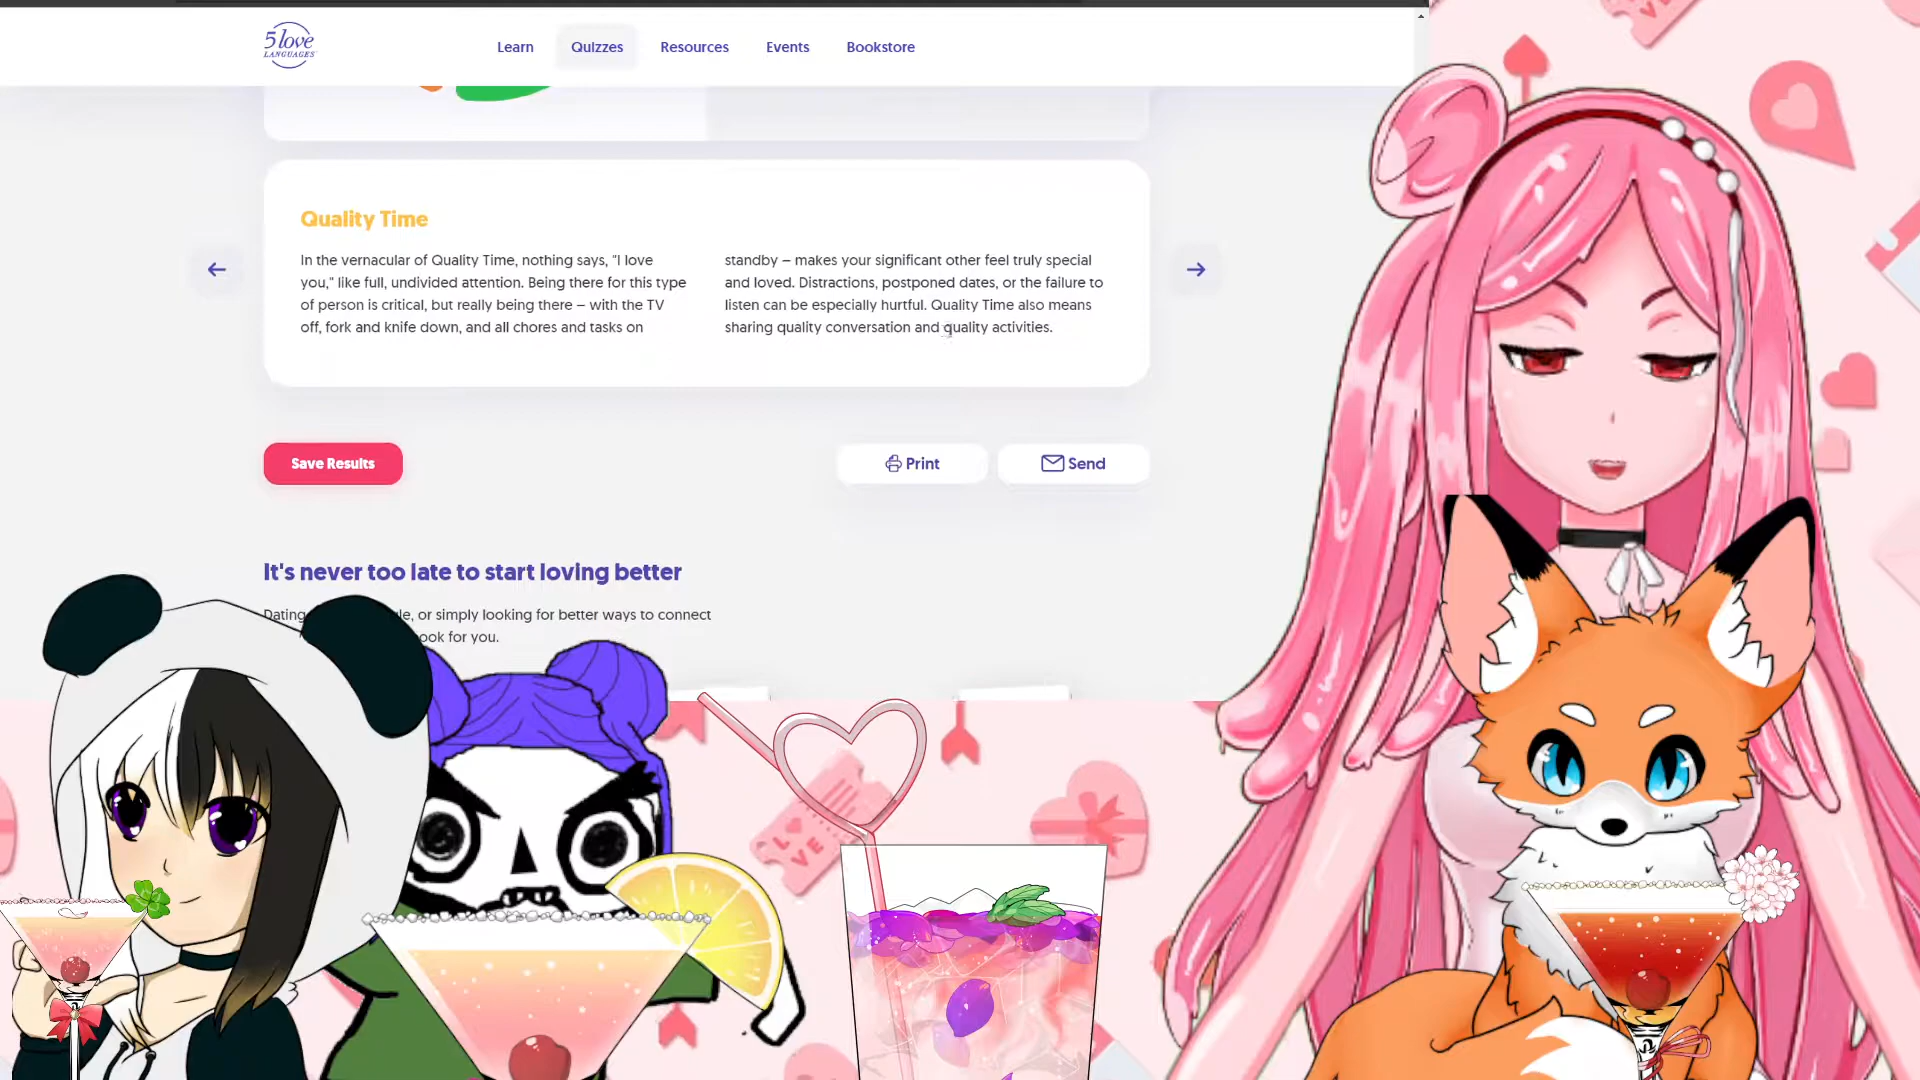 5 love
LANGUAGES
Learn
Quizzes
Resources
Events
Bookstore
Quality Time
In the vernacular of Quality Time, nothing says, "I love
you," like full, undivided attention. Being there for this type
of person is critical, but really being there – with the TV
off, fork and knife down, and all chores and tasks on
standby – makes your significant other feel truly special
and loved. Distractions, postponed dates, or the failure to
listen can be especially hurtful. Quality Time also means
sharing quality conversation and quality activities.
Save Results
Print
Send
It's never too late to start loving better
Dating, or simply looking for better ways to connect
for you.
LOVE
VE